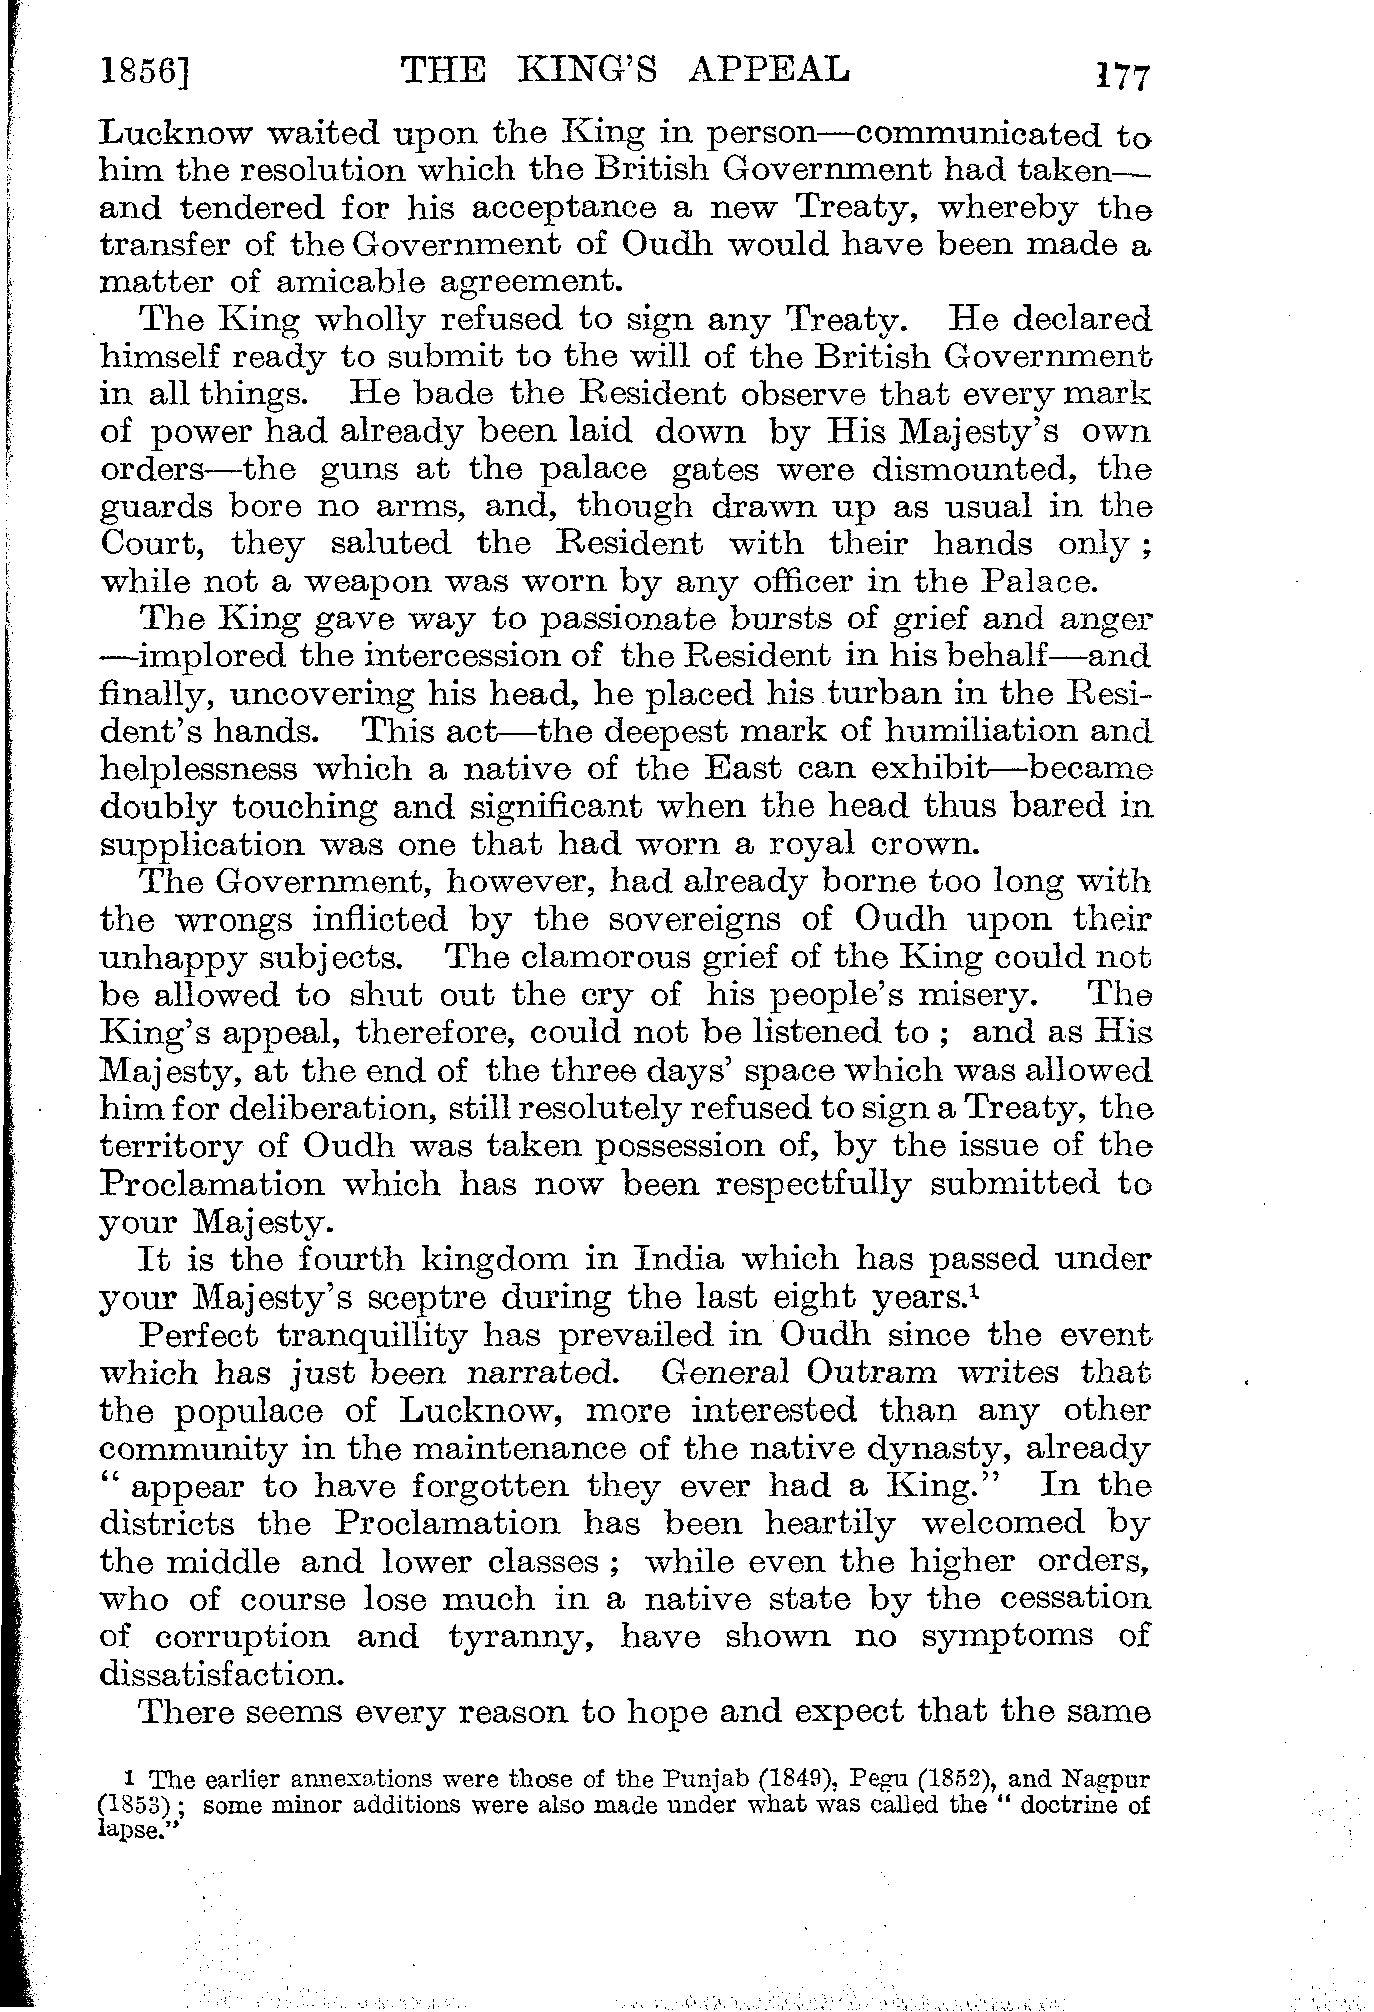 1856] THE KING'S APPEAL 177
Lucknow waited upon the King in person—communicated to
him the resolution which the British Government had taken—
and tendered for his acceptance a new Treaty, whereby the
transfer of the Government of Oudh would have been made a
matter of amicable agreement.
The King wholly refused to sign any Treaty. He declared
himself ready to submit to the will of the British Government
in all things. He bade the Resident observe that every mark
of power had already been laid down by His Majesty's own
orders—the guns at the palace gates were dismounted, the
guards bore no arms, and, though drawn up as usual in the
Court, they saluted the Resident with their hands only ;
while not a weapon was worn by any officer in the Palace.
The King gave way to passionate bursts of grief and anger
—implored the intercession of the Resident in his behalf—and
finally, uncovering his head, he placed his turban in the Resi-
dent's hands. This act—the deepest mark of humiliation and
helplessness which a native of the East can exhibit—became
doubly touching and significant when the head thus bared in
supplication was one that had worn a royal crown.
The Government, however, had already borne too long with
the wrongs inflicted by the sovereigns of Oudh upon their
unhappy subjects. The clamorous grief of the King could not
be allowed to shut out the cry of his people's misery. The
King's appeal, therefore, could not be listened to ; and as His
Majesty, at the end of the three days' space which was allowed
him for deliberation, still resolutely refused to sign a Treaty, the
territory of Oudh was taken possession of, by the issue of the
Proclamation which has now been respectfully submitted to
your Majesty.
It is the fourth kingdom in India which has passed under
your Majesty's sceptre during the last eight years.¹
Perfect tranquillity has prevailed in Oudh since the event
which has just been narrated. General Outram writes that
the populace of Lucknow, more interested than any other
community in the maintenance of the native dynasty, already
“ appear to have forgotten they ever had a King.” In the
districts the Proclamation has been heartily welcomed by
the middle and lower classes ; while even the higher orders,
who of course lose much in a native state by the cessation
of corruption and tyranny, have shown no symptoms of
dissatisfaction.
There seems every reason to hope and expect that the same
1 The earlier annexations were those of the Punjab (1849), Pegu (1852), and Nagpur
(1853) ; some minor additions were also made under what was called the “ doctrine of
lapse.”